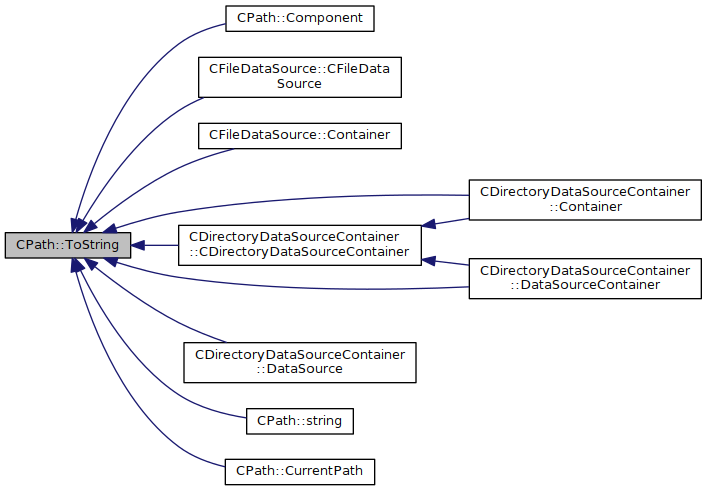 CPath::Component
CFileDataSource::CFileData
Source
CFileDataSource::Container
CDirectoryDataSourceContainer
::Container
CPath::ToString
CDirectoryDataSourceContainer
::CDirectoryDataSourceContainer
CDirectoryDataSourceContainer
::DataSourceContainer
CDirectoryDataSourceContainer
::DataSource
CPath::string
CPath::CurrentPath